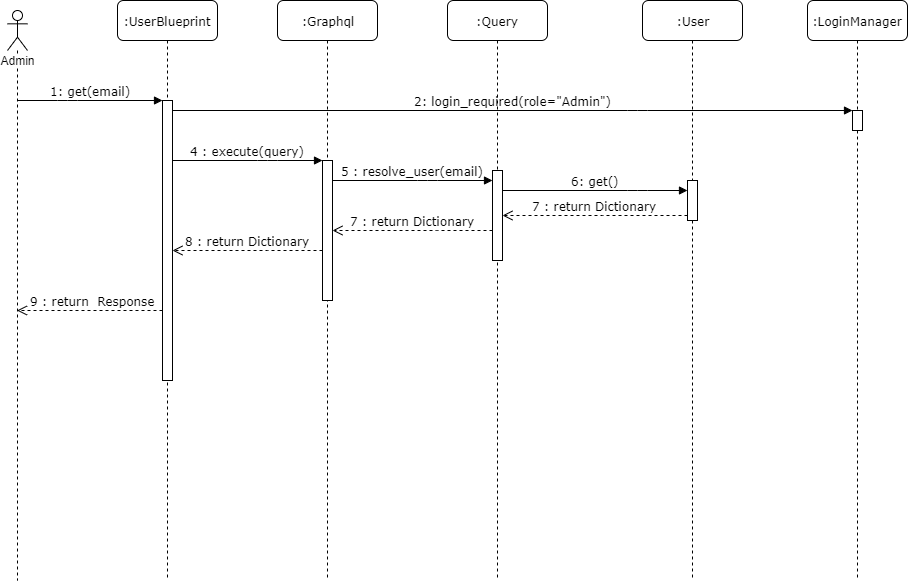 :UserBlueprint
:Graphql
:Query
:User
:LoginManager
Admin
1: get(email)
2: login_required(role="Admin")
4 : execute(query)
5 : resolve_user(email)
6: get()
7 : return Dictionary
7 : return Dictionary
8 : return Dictionary
9 : return  Response